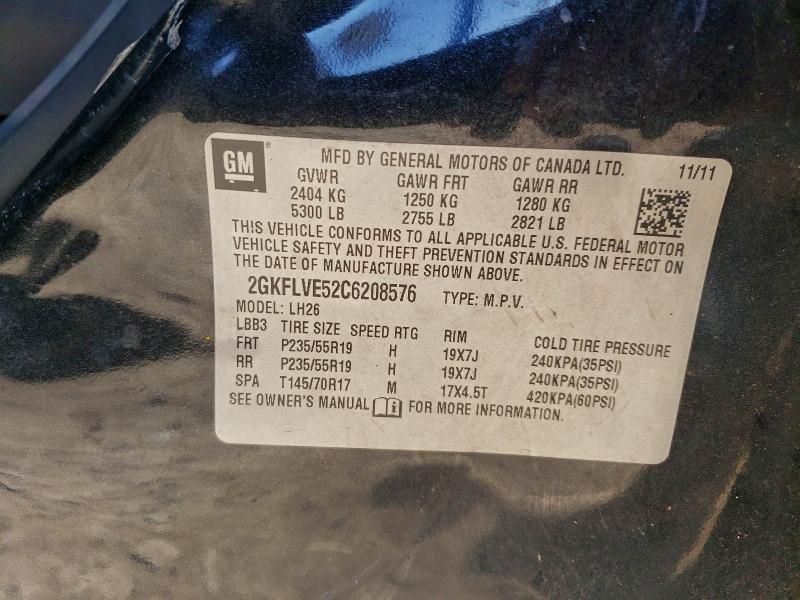 GM ® MFD BY GENERAL MOTORS OF CANADA LTD. 11/11
GVWR GAWR FRT GAWR RR
2404 KG 1250 KG 1280 KG
5300 LB 2755 LB 2821 LB
THIS VEHICLE CONFORMS TO ALL APPLICABLE U.S. FEDERAL MOTOR
VEHICLE SAFETY AND THEFT PREVENTION STANDARDS IN EFFECT ON
THE DATE OF MANUFACTURE SHOWN ABOVE.
2GKFLVE52C6208576 TYPE: M.P.V.
MODEL: LH26
LBB3 TIRE SIZE SPEED RTG RIM COLD TIRE PRESSURE
FRT P235/55R19 H 19X7J 240KPA(35PSI)
RR P235/55R19 H 19X7J 240KPA(35PSI)
SPA T145/70R17 M 17X4.5T 420KPA(60PSI)
SEE OWNER'S MANUAL FOR MORE INFORMATION.